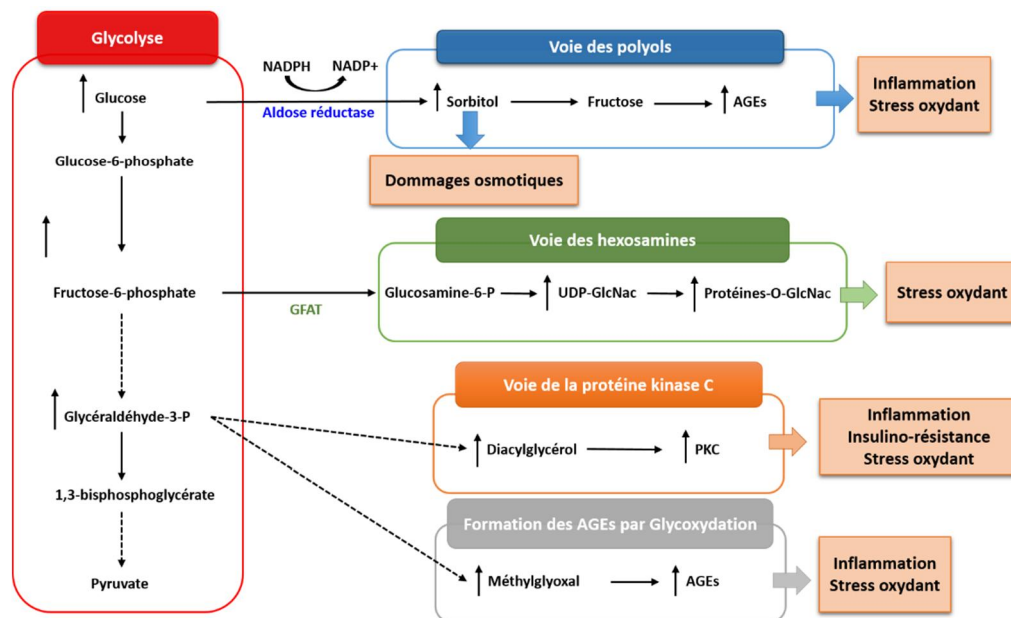 Glycolyse
Glucose
Glucose-6-phosphate
Fructose-6-phosphate
Glycéraldéhyde-3-P
1,3-bisphosphoglycérate
Pyruvate
NADPH
NADP+
Aldose réductase
Voie des polyols
Sorbitol
Fructose
AGEs
Inflammation
Stress oxydant
Dommages osmotiques
GFAT
Voie des hexosamines
Glucosamine-6-P
UDP-GlcNac
Protéines-O-GlcNac
Stress oxydant
Voie de la protéine kinase C
Diacylglycérol
PKC
Inflammation
Insulino-résistance
Stress oxydant
Formation des AGEs par Glycoxydation
Méthylglyoxal
AGEs
Inflammation
Stress oxydant